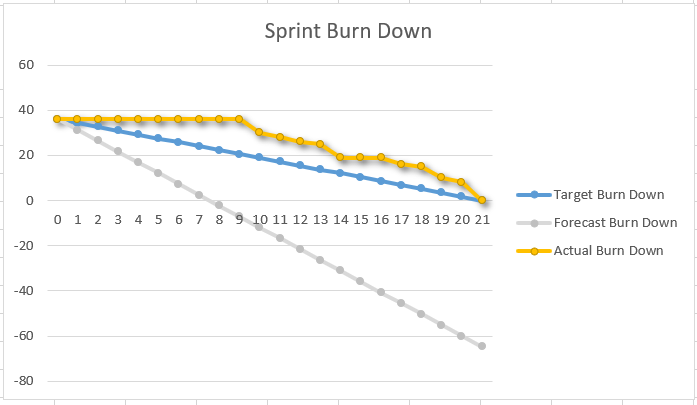 Sprint Burn Down
60
40
20
0
0 1 2 3 4 5 6 7 8 9 10 11 12 13 14 15 16 17 18 19 20 21
-20
-40
-60
-80
Target Burn Down
Forecast Burn Down
Actual Burn Down